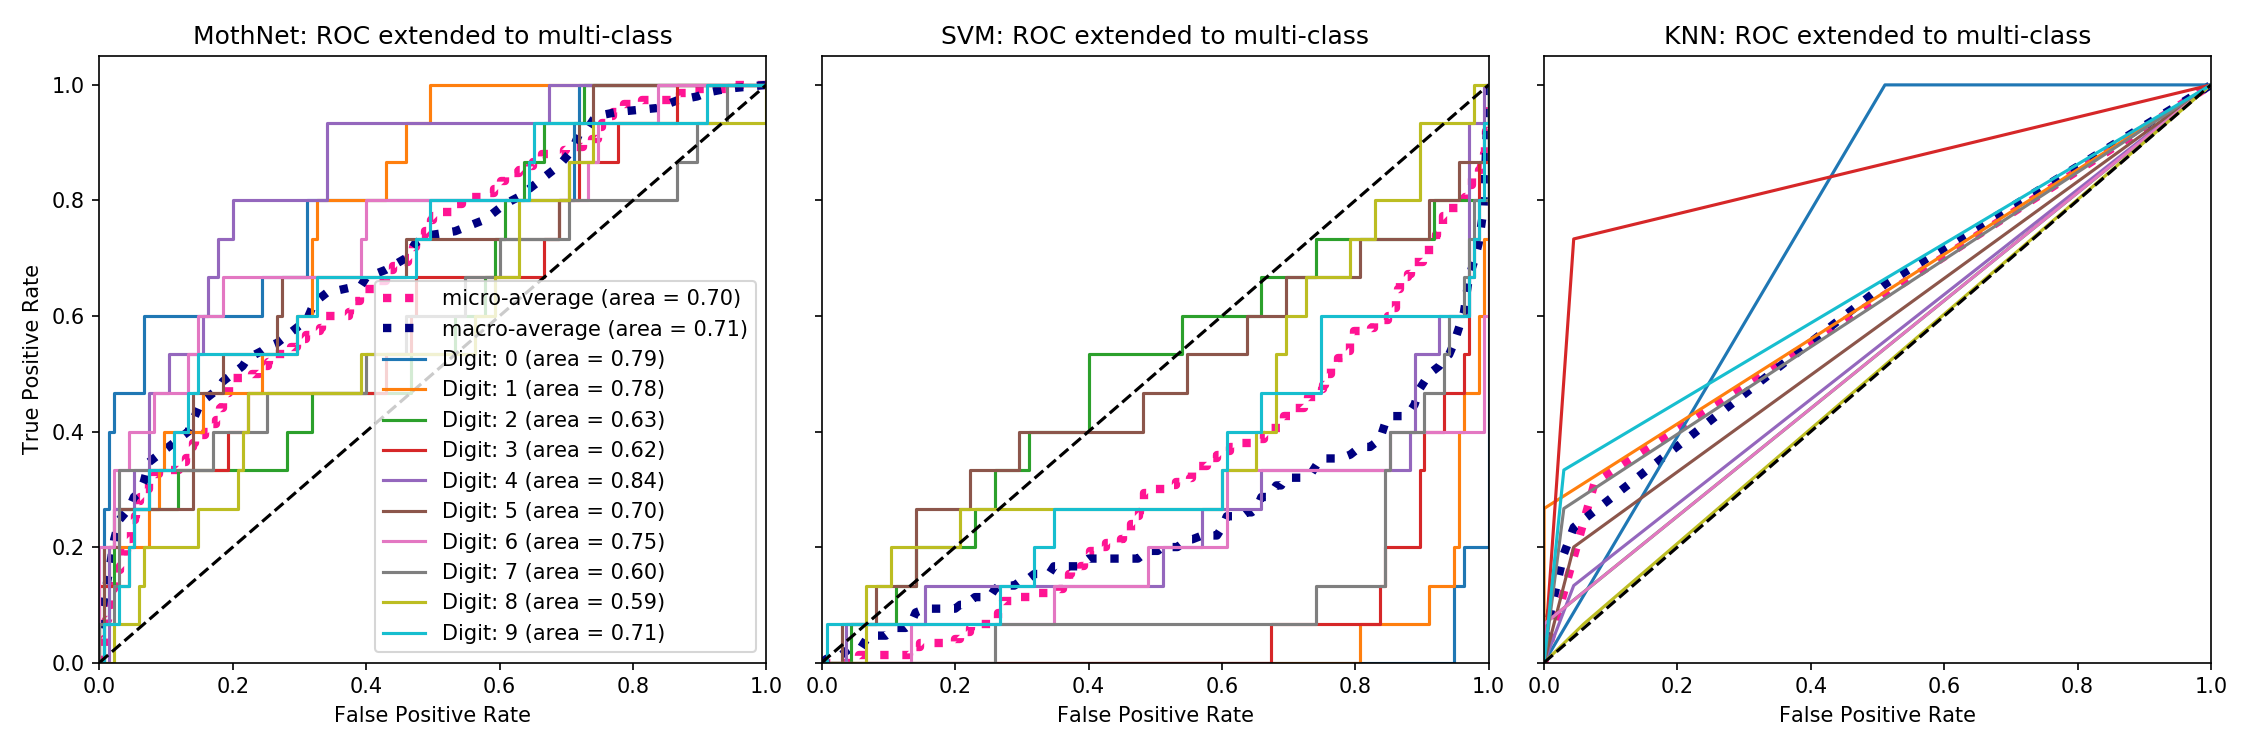 MothNet: ROC extended to multi-class
SVM: ROC extended to multi-class
KNN: ROC extended to multi-class
True Positive Rate
1.0
0.8
0.6
0.4
0.2
0.0
micro-average (area = 0.70)
macro-average (area = 0.71)
Digit: 0 (area = 0.79)
Digit: 1 (area = 0.78)
Digit: 2 (area = 0.63)
Digit: 3 (area = 0.62)
Digit: 4 (area = 0.84)
Digit: 5 (area = 0.70)
Digit: 6 (area = 0.75)
Digit: 7 (area = 0.60)
Digit: 8 (area = 0.59)
Digit: 9 (area = 0.71)
0.0 0.2 0.4 0.6 0.8 1.0
False Positive Rate
0.0 0.2 0.4 0.6 0.8 1.0
False Positive Rate
0.0 0.2 0.4 0.6 0.8 1.0
False Positive Rate